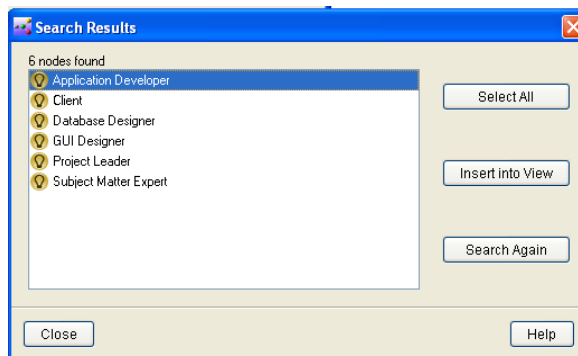 Search Results
6 nodes found
Application Developer
Client
Database Designer
GUI Designer
Project Leader
Subject Matter Expert
Select All
Insert into View
Search Again
Close
Help